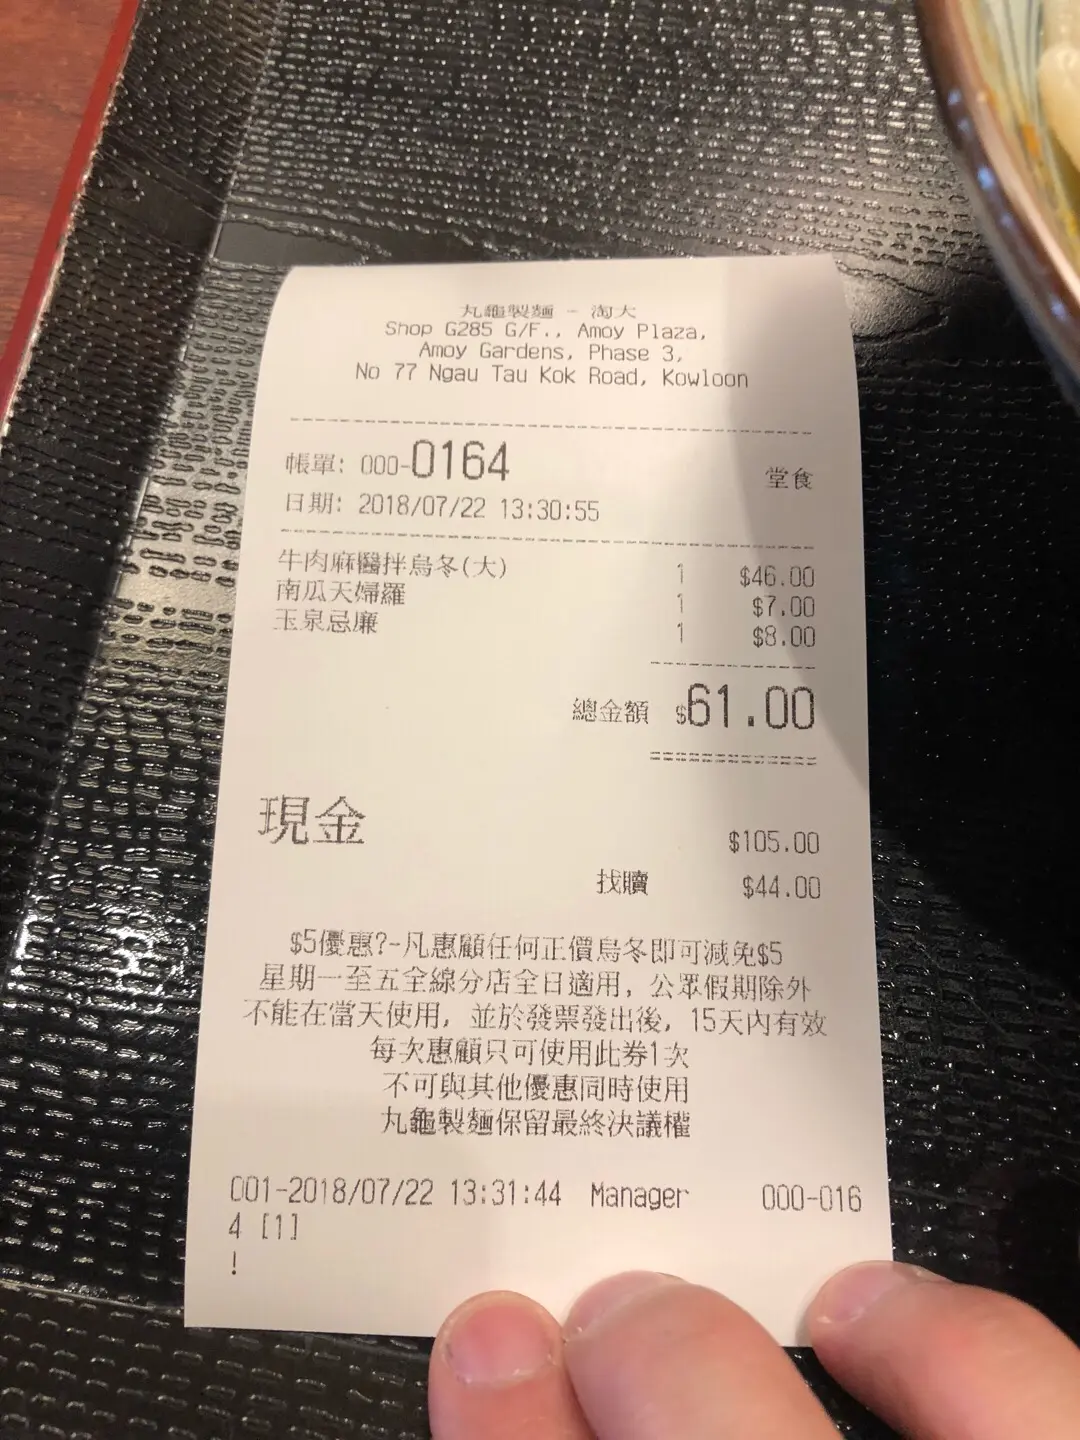 丸龜製麵 - 淘大
Shop G285 G/F., Amoy Plaza,
Amoy Gardens, Phase 3,
No 77 Ngau Tau Kok Road, Kowloon
帳單: 000-0164 堂食
日期: 2018/07/22 13:30:55
牛肉麻醬拌烏冬(大) 1 $46.00
南瓜天婦羅 1 $7.00
玉泉忌廉 1 $8.00
總金額 $61.00
現金 $105.00
找贖 $44.00
$5優惠?-凡惠顧任何正價烏冬即可減免$5
星期一至五全線分店全日適用, 公眾假期除外
不能在當天使用, 並於發票發出後, 15天內有效
每次惠顧只可使用此券1次
不可與其他優惠同時使用
丸龜製麵保留最終決議權
001-2018/07/22 13:31:44 Manager 000-016
4 [1]
!